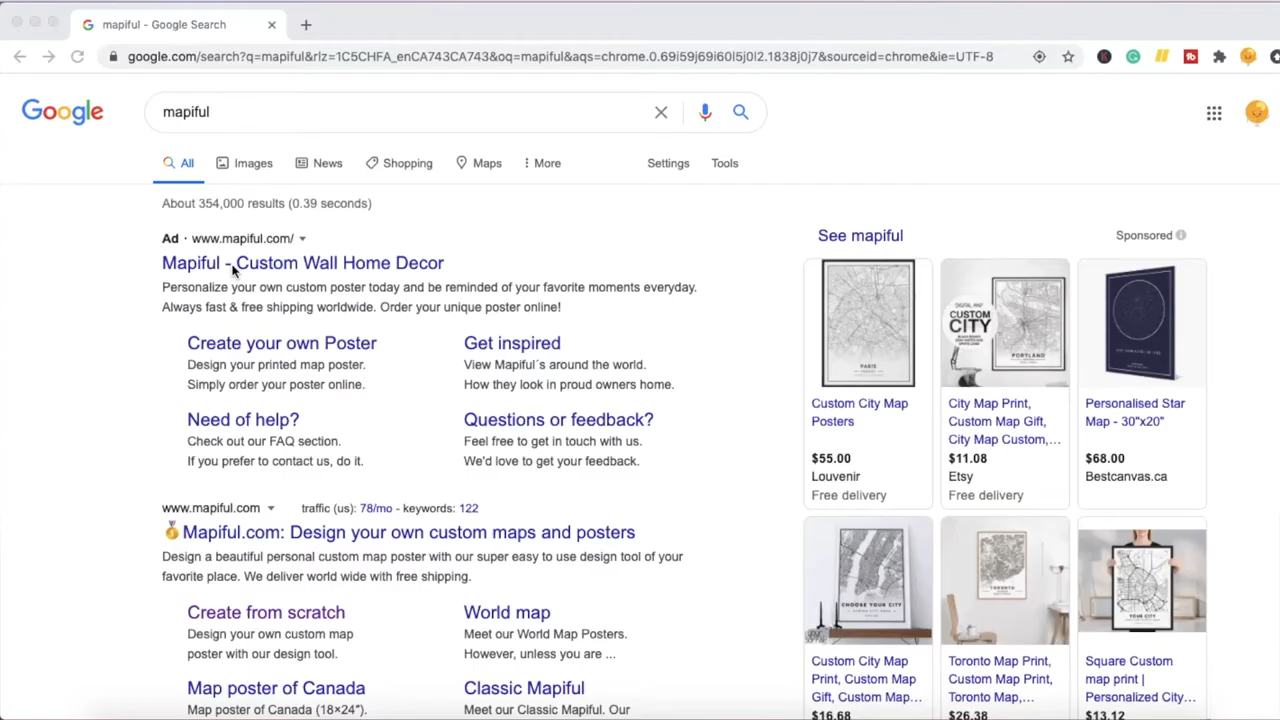 mapiful - Google Search
google.com/search?q=mapiful&rlz=1C5CHFA_enCA743CA743&oq=mapiful&aqs=chrome.0.69i59j69i60l5j0l2.1838j0j7&sourceid=chrome&ie=UTF-8
Google
mapiful
All Images News Shopping Maps More Settings Tools
About 354,000 results (0.39 seconds)
Ad · www.mapiful.com/
Mapiful - Custom Wall Home Decor
Personalize your own custom poster today and be reminded of your favorite moments everyday.
Always fast & free shipping worldwide. Order your unique poster online!
Create your own Poster
Design your printed map poster.
Simply order your poster online.
Get inspired
View Mapiful´s around the world.
How they look in proud owners home.
Need of help?
Check out our FAQ section.
If you prefer to contact us, do it.
Questions or feedback?
Feel free to get in touch with us.
We'd love to get your feedback.
www.mapiful.com traffic (us): 78/mo - keywords: 122
Mapiful.com: Design your own custom maps and posters
Design a beautiful personal custom map poster with our super easy to use design tool of your
favorite place. We deliver world wide with free shipping.
Create from scratch
Design your own custom map
poster with our design tool.
World map
Meet our World Map Posters.
However, unless you are ...
Map poster of Canada
Map poster of Canada (18×24″).
Classic Mapiful
Meet our Classic Mapiful. Our
See mapiful
Sponsored
PARIS
Custom City Map
Posters
$55.00
Louvenir
Free delivery
DIGITAL MAP
CUSTOM
CITY
PORTLAND
City Map Print,
Custom Map Gift,
City Map Custom,...
$11.08
Etsy
Free delivery
Personalised Star
Map - 30"x20"
$68.00
Bestcanvas.ca
CHOOSE YOUR CITY
Custom City Map
Print, Custom Map
Gift, Custom Map...
$16.68
TORONTO
Toronto Map Print,
Custom Map Print,
Toronto Map,...
$26.38
YOUR CITY
Square Custom
map print |
Personalized City...
$13.12